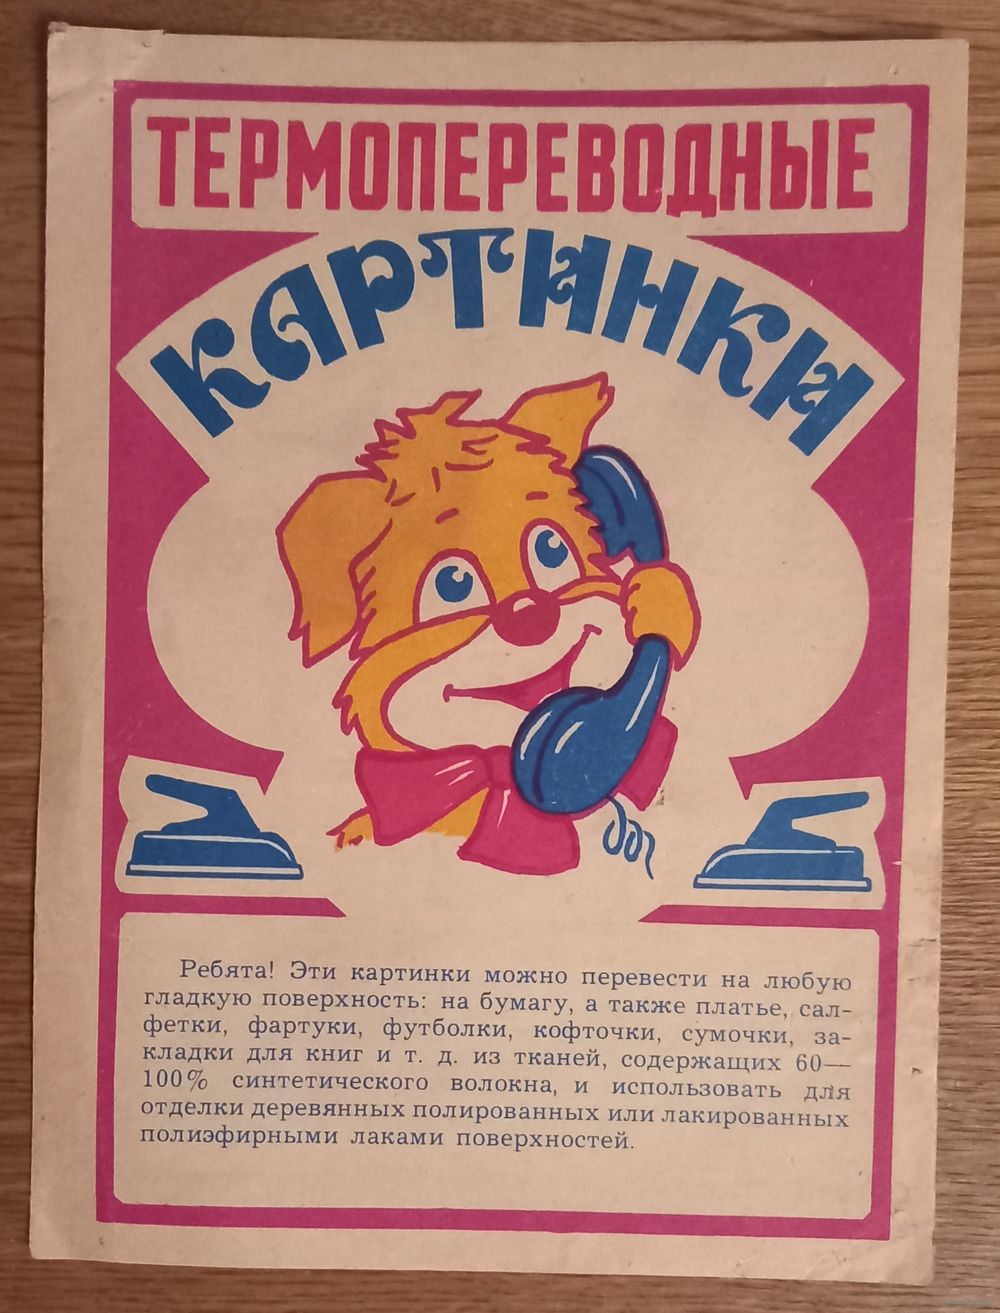 ТЕРМОПЕРЕВОДНЫЕ
КАРТИНКИ
Ребята! Эти картинки можно перевести на любую
гладкую поверхность: на бумагу, а также платье, сал-
фетки, фартуки, футболки, кофточки, сумочки, за-
кладки для книг и т. д. из тканей, содержащих 60—
100% синтетического волокна, и использовать для
отделки деревянных полированных или лакированных
полиэфирными лаками поверхностей.